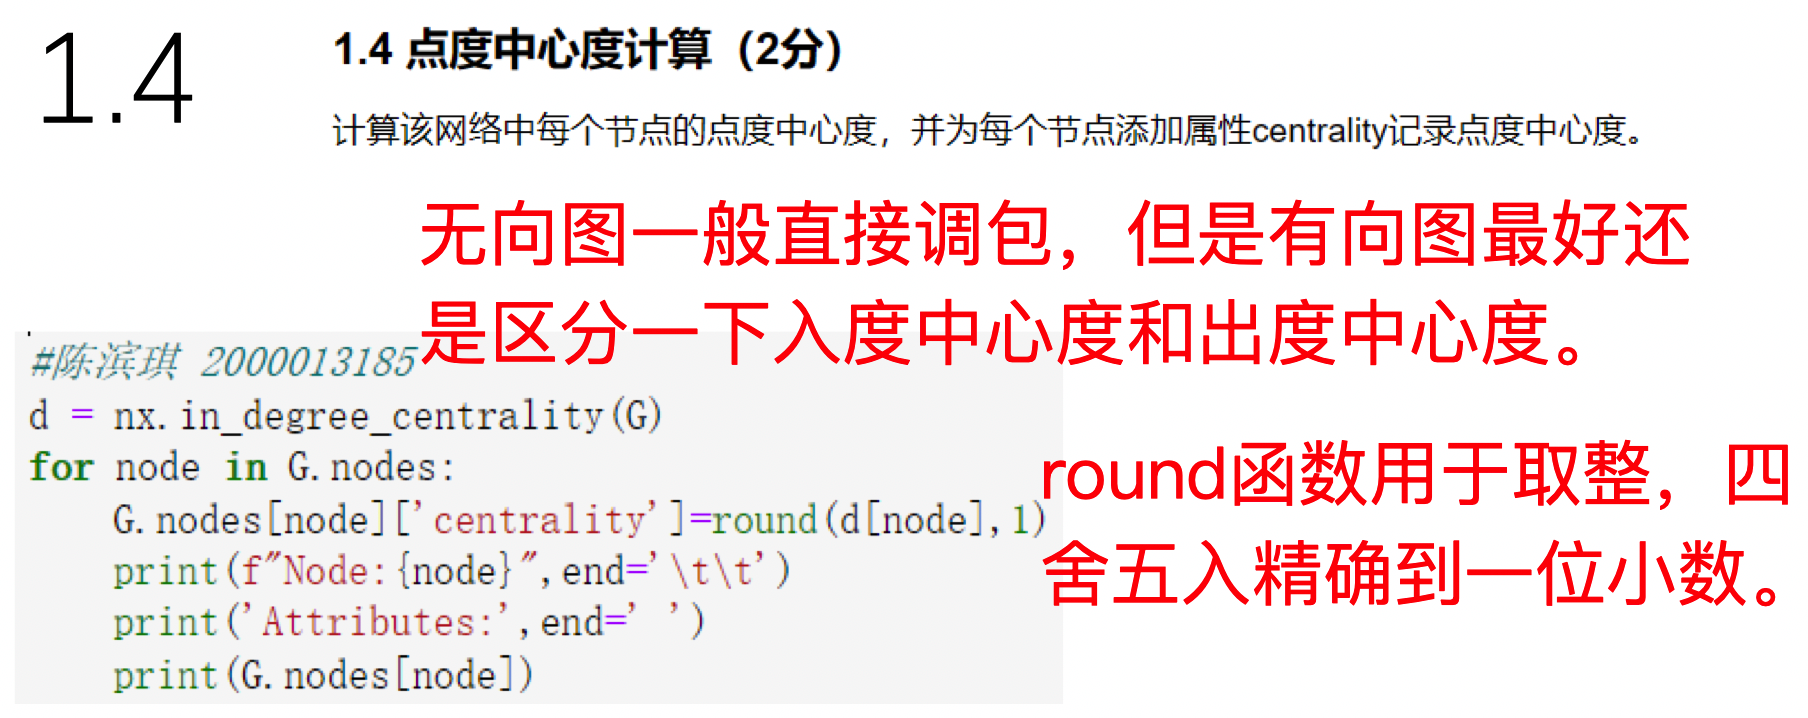 1.4
1.4 点度中心度计算（2分）
计算该网络中每个节点的点度中心度，并为每个节点添加属性centrality记录点度中心度。
无向图一般直接调包，但是有向图最好还
是区分一下入度中心度和出度中心度。
#陈滨琪 2000013185
d = nx.in_degree_centrality(G)
for node in G.nodes:
    G.nodes[node]['centrality']=round(d[node],1)
    print(f"Node:{node}",end='\t\t')
    print('Attributes:',end=' ')
    print(G.nodes[node])
round函数用于取整，四
舍五入精确到一位小数。